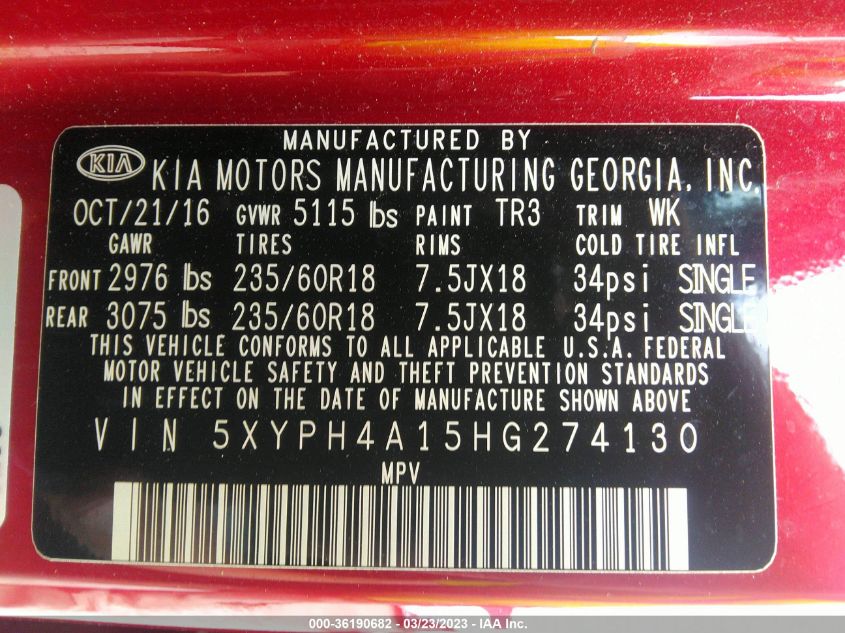 MANUFACTURED BY
KIA KIA MOTORS MANUFACTURING GEORGIA, INC.
OCT/21/16 GVWR 5115 lbs PAINT TR3 TRIM WK
GAWR TIRES RIMS COLD TIRE INFL
FRONT 2976 lbs 235/60R18 7.5JX18 34psi SINGLE
REAR 3075 lbs 235/60R18 7.5JX18 34psi SINGLE
THIS VEHICLE CONFORMS TO ALL APPLICABLE U.S.A. FEDERAL
MOTOR VEHICLE SAFETY AND THEFT PREVENTION STANDARDS
IN EFFECT ON THE DATE OF MANUFACTURE SHOWN ABOVE
VIN 5XYPH4A15HG274130
MPV
000-36190682 - 03/23/2023 - IAA Inc.